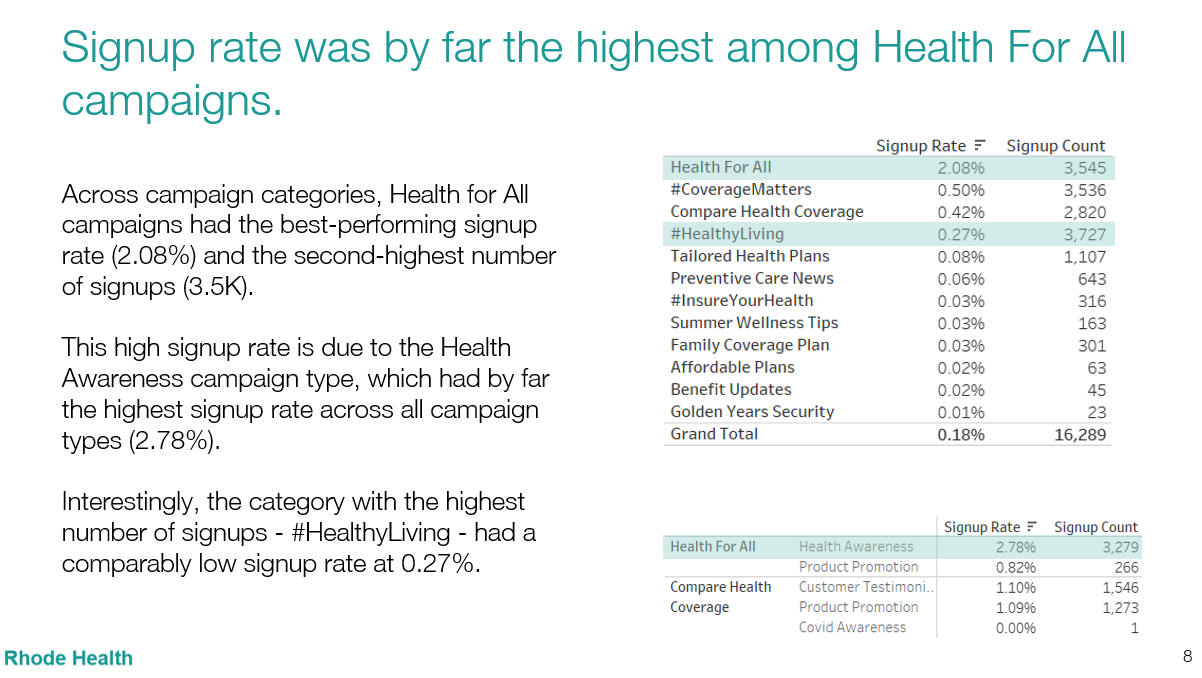 Signup rate was by far the highest among Health For All
campaigns.
Across campaign categories, Health for All
campaigns had the best-performing signup
rate (2.08%) and the second-highest number
of signups (3.5K).
This high signup rate is due to the Health
Awareness campaign type, which had by far
the highest signup rate across all campaign
types (2.78%).
Interestingly, the category with the highest
number of signups - #HealthyLiving - had a
comparably low signup rate at 0.27%.
Signup Rate Signup Count
Health For All 2.08% 3,545
#CoverageMatters 0.50% 3,536
Compare Health Coverage 0.42% 2,820
#HealthyLiving 0.27% 3,727
Tailored Health Plans 0.08% 1,107
Preventive Care News 0.06% 643
#InsureYourHealth 0.03% 316
Summer Wellness Tips 0.03% 163
Family Coverage Plan 0.03% 301
Affordable Plans 0.02% 63
Benefit Updates 0.02% 45
Golden Years Security 0.01% 23
Grand Total 0.18% 16,289
Signup Rate Signup Count
Health For All Health Awareness 2.78% 3,279
Product Promotion 0.82% 266
Compare Health Customer Testimoni.. 1.10% 1,546
Coverage Product Promotion 1.09% 1,273
Covid Awareness 0.00% 1
Rhode Health
8